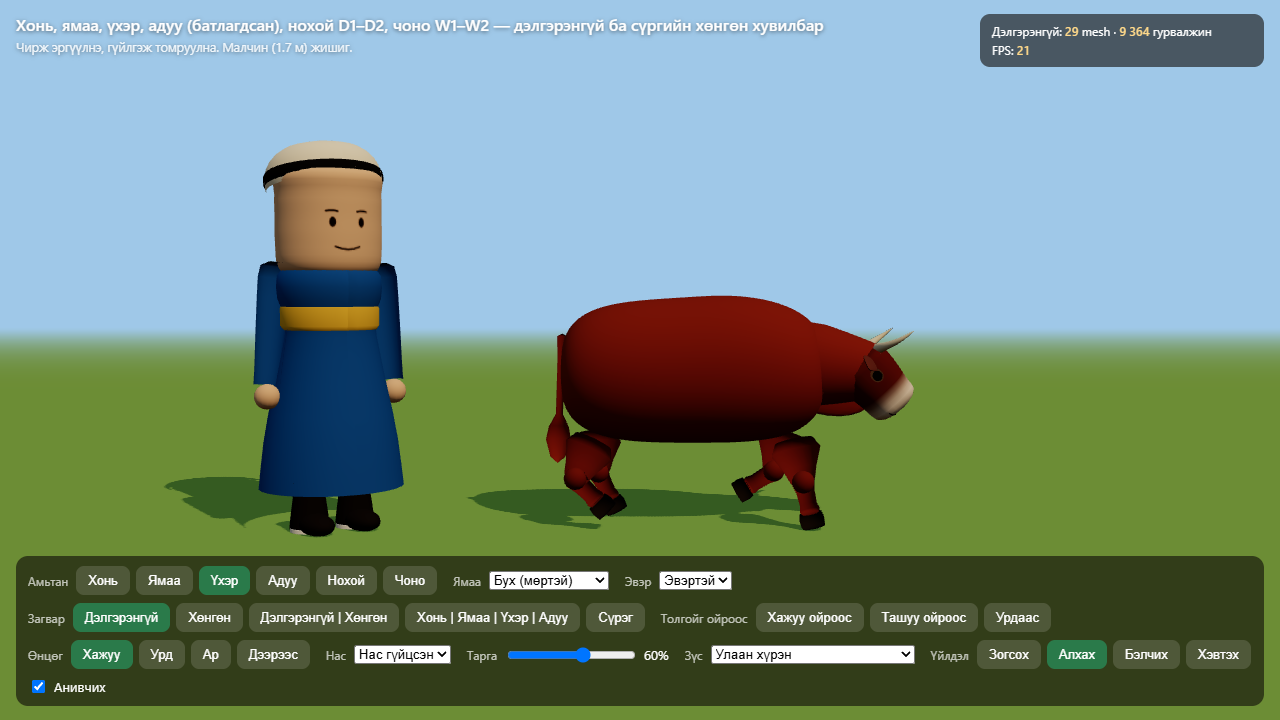 Хонь, ямаа, үхэр, адуу (батлагдсан), нохой D1–D2, чоно W1–W2 — дэлгэрэнгүй ба сүргийн хөнгөн хувилбар
Чирж эргүүлнэ, гүйлгэж томруулна. Малчин (1.7 м) жишиг.
Дэлгэрэнгүй: 29 mesh · 9 364 гурвалжин
FPS: 21
Амьтан Хонь Ямаа Үхэр Адуу Нохой Чоно Ямаа Бух (мөртэй) Эвэр Эвэртэй
Загвар Дэлгэрэнгүй Хөнгөн Дэлгэрэнгүй | Хөнгөн Хонь | Ямаа | Үхэр | Адуу Сүрэг Толгойг ойроос Хажуу ойроос Ташуу ойроос Урдаас
Өнцөг Хажуу Урд Ар Дээрээс Нас Нас гүйцсэн Тарга 60% Зүс Улаан хүрэн Үйлдэл Зогсох Алхах Бэлчих Хэвтэх
Анивчих